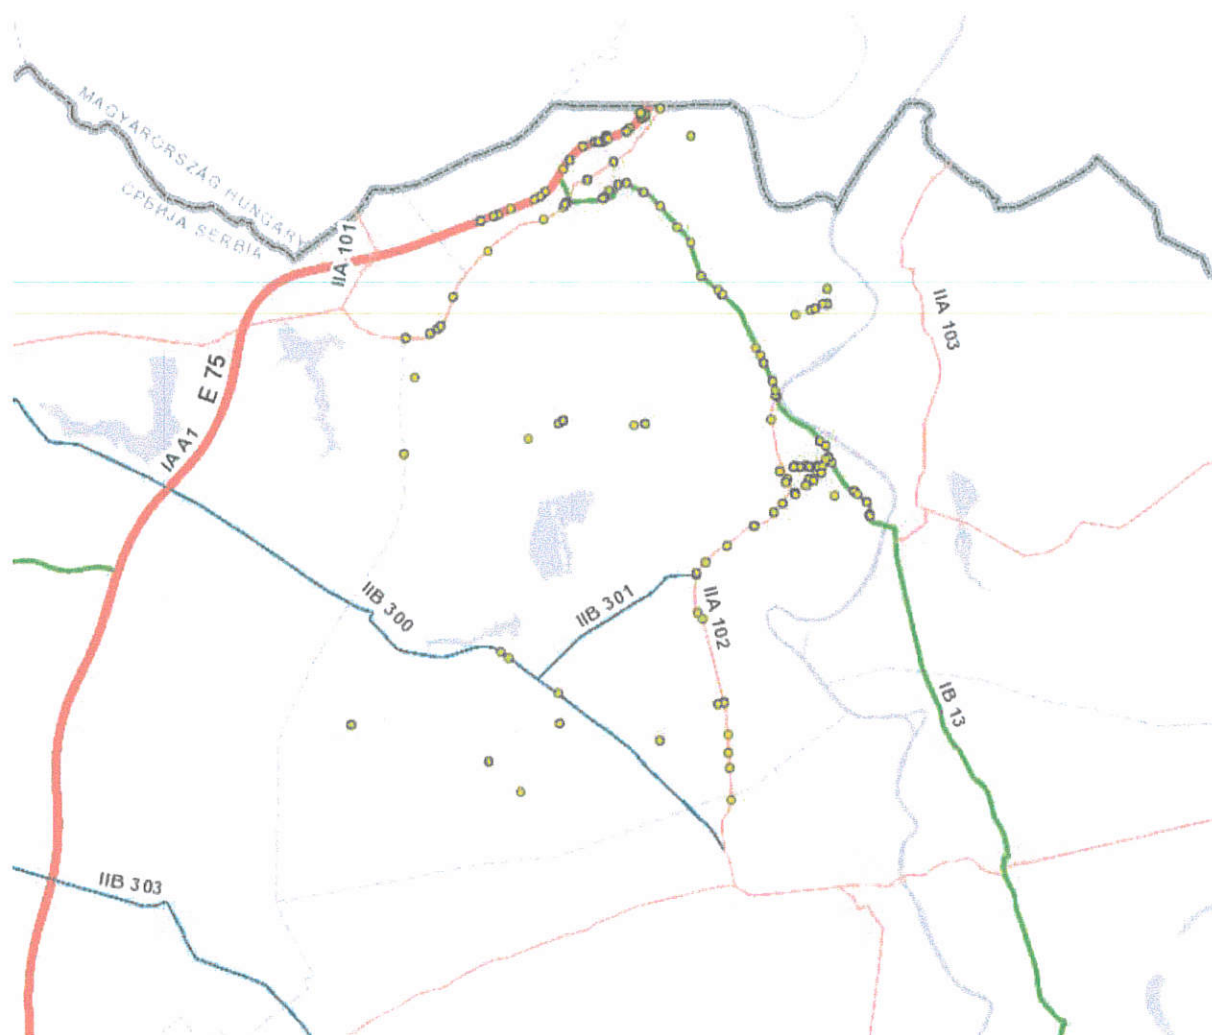 MAGYARORSZÁG HUNGARY
СРБИЈА SERBIA
IIA 101
IIA 103
E 75
IA A1
IIB 300
IIB 301
IIA 102
IB 13
IIB 303